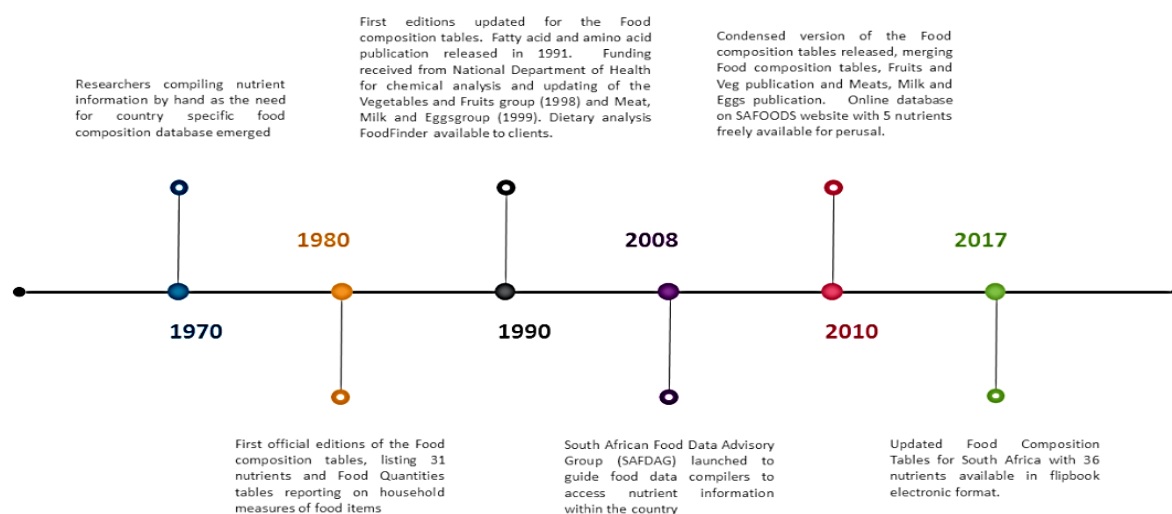 Researchers compiling nutrient
information by hand as the need
for country specific food
composition database emerged
First editions updated for the Food
composition tables. Fatty acid and amino acid
publication released in 1991. Funding
received from National Department of Health
for chemical analysis and updating of the
Vegetables and Fruits group (1998) and Meat,
Milk and Eggsgroup (1999). Dietary analysis
FoodFinder available to clients.
Condensed version of the Food
composition tables released, merging
Food composition tables, Fruits and
Veg publication and Meats, Milk and
Eggs publication. Online database
on SAFOODS website with 5 nutrients
freely available for perusal.
1980
2008
2017
1970
1990
2010
First official editions of the Food
composition tables, listing 31
nutrients and Food Quantities
tables reporting on household
measures of food items
South African Food Data Advisory
Group (SAFDAG) launched to
guide food data compilers to
access nutrient information
within the country
Updated Food Composition
Tables for South Africa with 36
nutrients available in flipbook
electronic format.